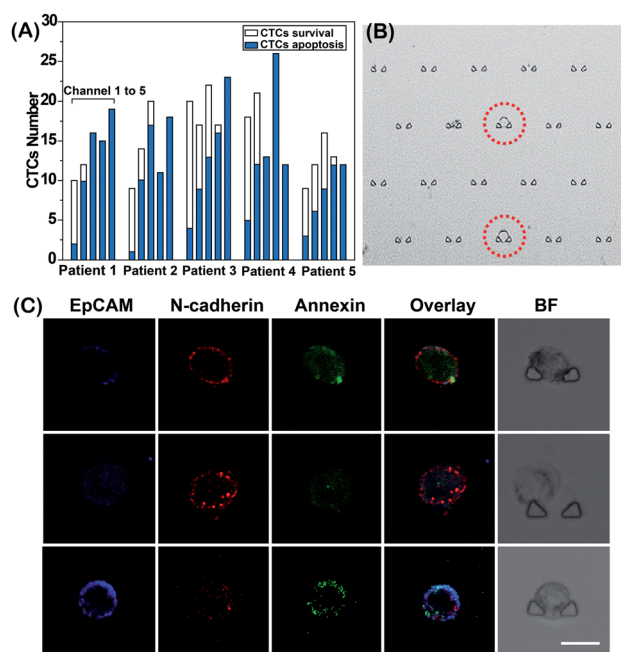 (A)
30
25
20
15
10
5
0
CTCs Number
CTCs survival
CTCs apoptosis
Channel 1 to 5
Patient 1 Patient 2 Patient 3 Patient 4 Patient 5
(B)
(C)
EpCAM N-cadherin Annexin Overlay BF